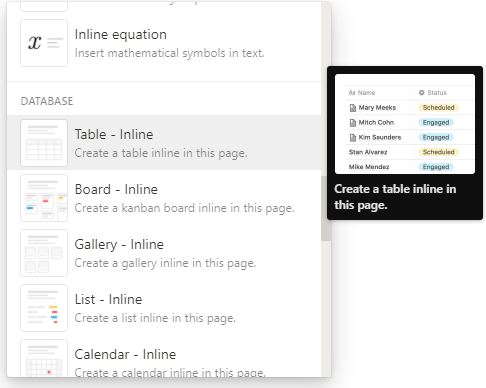 Inline equation
Insert mathematical symbols in text.
DATABASE
Table - Inline
Create a table inline in this page.
Board - Inline
Create a kanban board inline in this page.
Gallery - Inline
Create a gallery inline in this page.
List - Inline
Create a list inline in this page.
Calendar - Inline
Create a calendar inline in this page.
Name Status
Mary Meeks Scheduled
Mitch Cohn Engaged
Kim Saunders Engaged
Stan Alvarez Scheduled
Mike Mendez Engaged
Create a table inline in
this page.